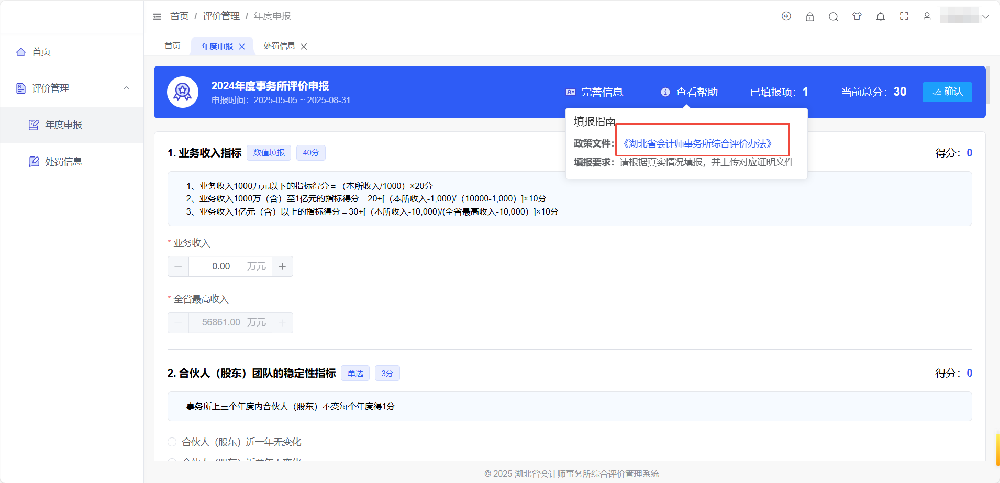 首页 / 评价管理 / 年度申报
首页
评价管理
年度申报
处罚信息
首页 年度申报 处罚信息
2024年度事务所评价申报
申报时间：2025-05-05 ~ 2025-08-31
完善信息 查看帮助 已填报项：1 当前总分：30 确认
填报指南
政策文件：《湖北省会计师事务所综合评价办法》
填报要求：请根据真实情况填报，并上传对应证明文件
1. 业务收入指标 数值填报 40分 得分：0
1、业务收入1000万元以下的指标得分＝（本所收入/1000）×20分
2、业务收入1000万（含）至1亿元的指标得分＝20+[（本所收入-1,000)/（10000-1,000）]×10分
3、业务收入1亿元（含）以上的指标得分＝30+[（本所收入-10,000)/(全省最高收入-10,000）]×10分
* 业务收入
0.00 万元
* 全省最高收入
56861.00 万元
2. 合伙人（股东）团队的稳定性指标 单选 3分 得分：0
事务所上三个年度内合伙人（股东）不变每个年度得1分
合伙人（股东）近一年无变化
合伙人（股东）近两年无变化
© 2025 湖北省会计师事务所综合评价管理系统